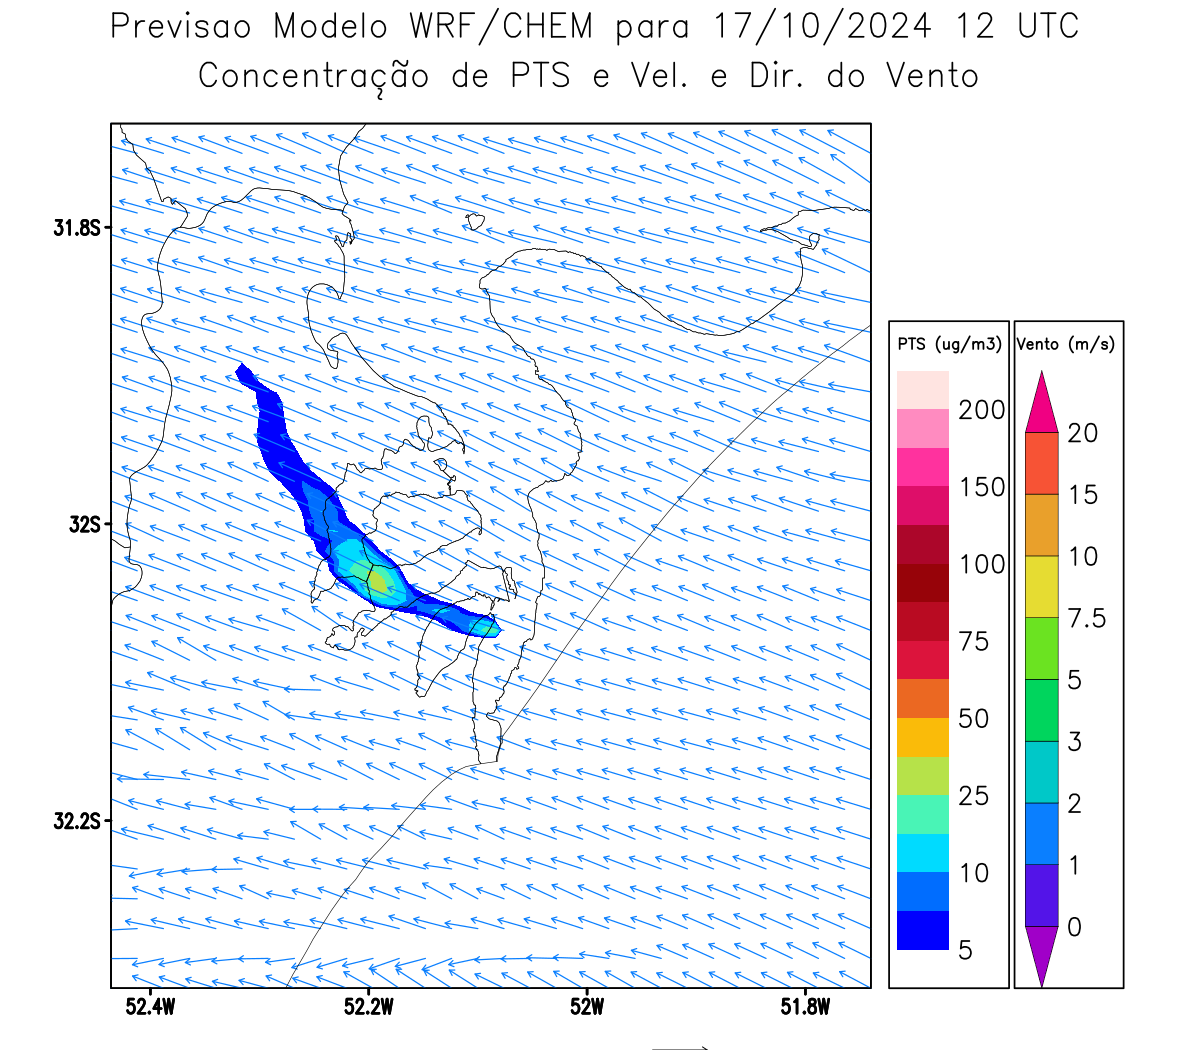 Previsao Modelo WRF/CHEM para 17/10/2024 12 UTC
Concentração de PTS e Vel. e Dir. do Vento
31.8S
32S
32.2S
52.4W 52.2W 52W 51.8W
PTS (ug/m3)
200
150
100
75
50
25
10
5
Vento (m/s)
20
15
10
7.5
5
3
2
1
0